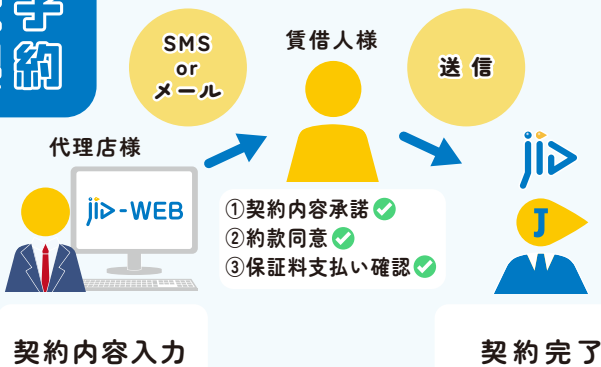 子
約
SMS
or
メール
賃借人様
送信
代理店様
jid-WEB
jid
①契約内容承諾
②約款同意
③保証料支払い確認
J
契約内容入力
契約完了